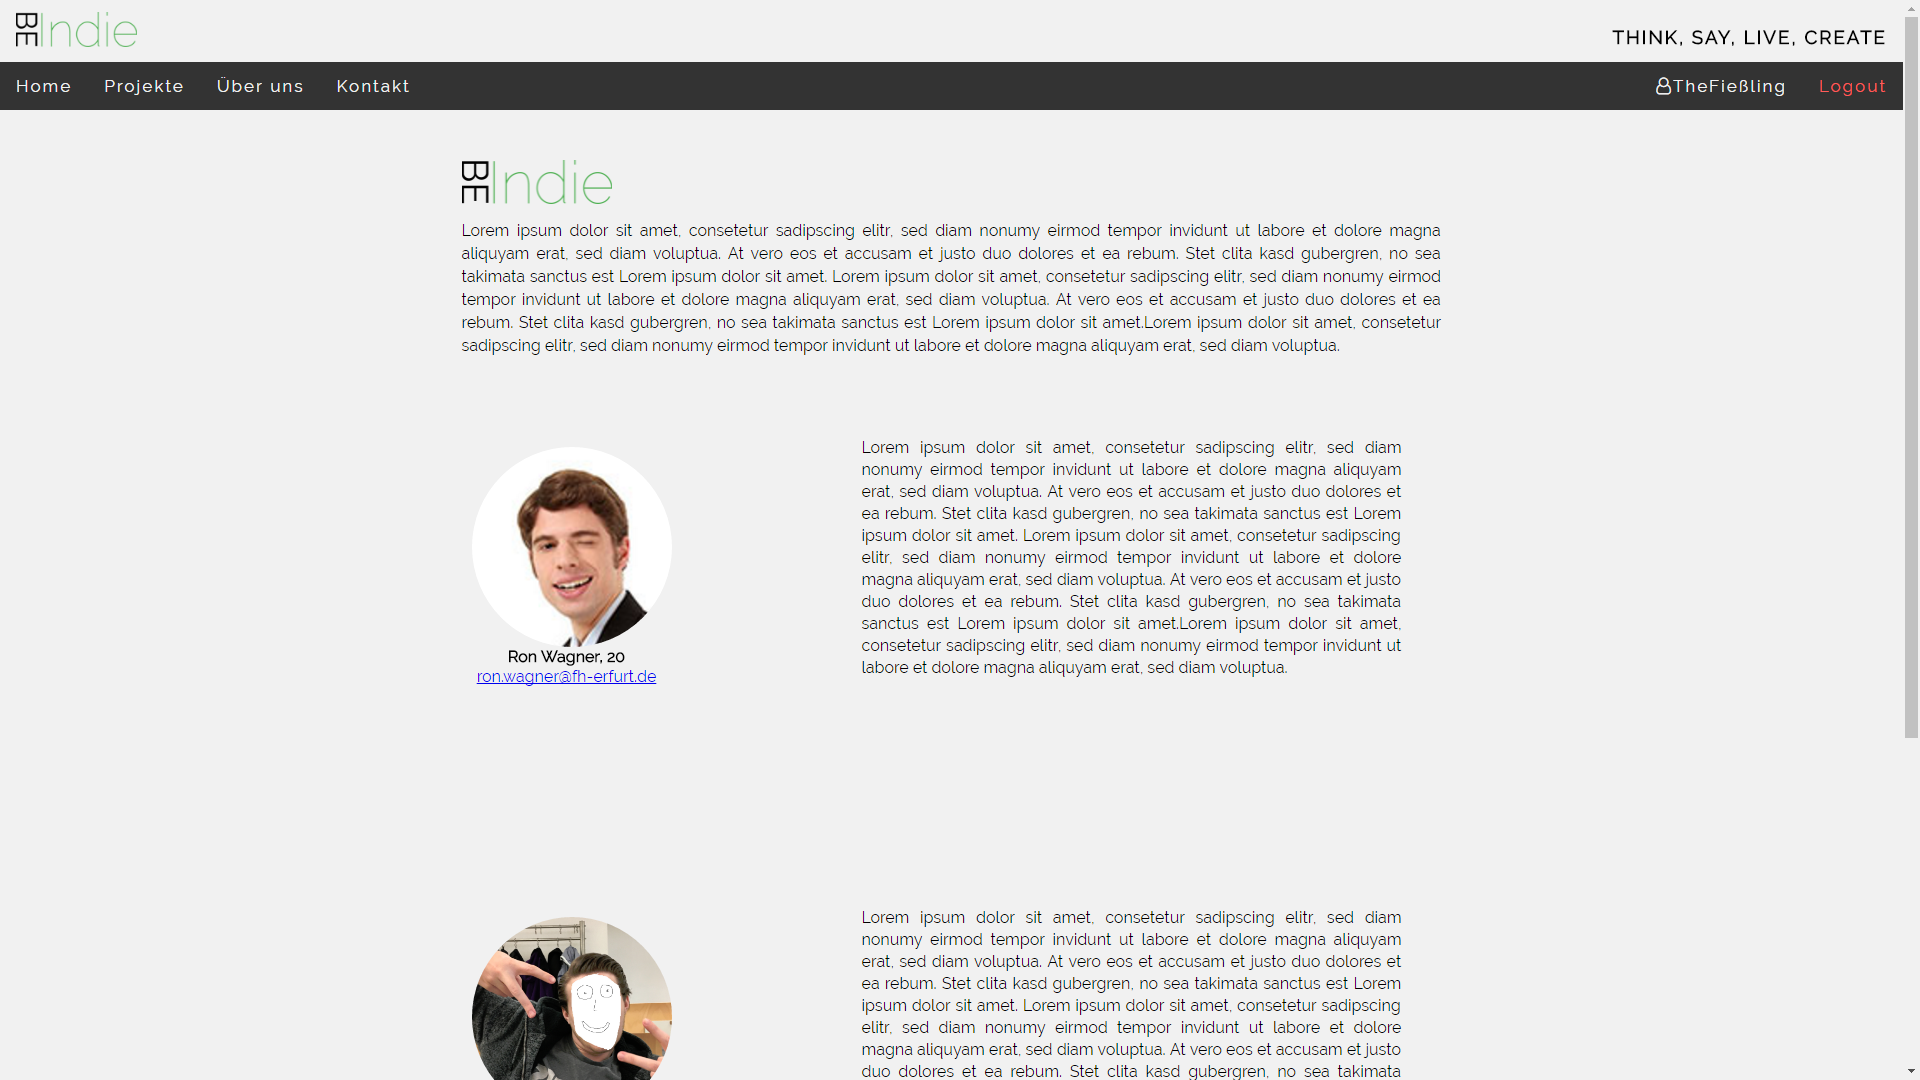 BEIndie
THINK, SAY, LIVE, CREATE
Home Projekte Über uns Kontakt TheFießling Logout
BEIndie
Lorem ipsum dolor sit amet, consetetur sadipscing elitr, sed diam nonumy eirmod tempor invidunt ut labore et dolore magna
aliquyam erat, sed diam voluptua. At vero eos et accusam et justo duo dolores et ea rebum. Stet clita kasd gubergren, no sea
takimata sanctus est Lorem ipsum dolor sit amet. Lorem ipsum dolor sit amet, consetetur sadipscing elitr, sed diam nonumy eirmod
tempor invidunt ut labore et dolore magna aliquyam erat, sed diam voluptua. At vero eos et accusam et justo duo dolores et ea
rebum. Stet clita kasd gubergren, no sea takimata sanctus est Lorem ipsum dolor sit amet.Lorem ipsum dolor sit amet, consetetur
sadipscing elitr, sed diam nonumy eirmod tempor invidunt ut labore et dolore magna aliquyam erat, sed diam voluptua.
Ron Wagner, 20
ron.wagner@fh-erfurt.de
Lorem ipsum dolor sit amet, consetetur sadipscing elitr, sed diam
nonumy eirmod tempor invidunt ut labore et dolore magna aliquyam
erat, sed diam voluptua. At vero eos et accusam et justo duo dolores et
ea rebum. Stet clita kasd gubergren, no sea takimata sanctus est Lorem
ipsum dolor sit amet. Lorem ipsum dolor sit amet, consetetur sadipscing
elitr, sed diam nonumy eirmod tempor invidunt ut labore et dolore
magna aliquyam erat, sed diam voluptua. At vero eos et accusam et justo
duo dolores et ea rebum. Stet clita kasd gubergren, no sea takimata
sanctus est Lorem ipsum dolor sit amet.Lorem ipsum dolor sit amet,
consetetur sadipscing elitr, sed diam nonumy eirmod tempor invidunt ut
labore et dolore magna aliquyam erat, sed diam voluptua.
Lorem ipsum dolor sit amet, consetetur sadipscing elitr, sed diam
nonumy eirmod tempor invidunt ut labore et dolore magna aliquyam
erat, sed diam voluptua. At vero eos et accusam et justo duo dolores et
ea rebum. Stet clita kasd gubergren, no sea takimata sanctus est Lorem
ipsum dolor sit amet. Lorem ipsum dolor sit amet, consetetur sadipscing
elitr, sed diam nonumy eirmod tempor invidunt ut labore et dolore
magna aliquyam erat, sed diam voluptua. At vero eos et accusam et justo
duo dolores et ea rebum. Stet clita kasd gubergren, no sea takimata